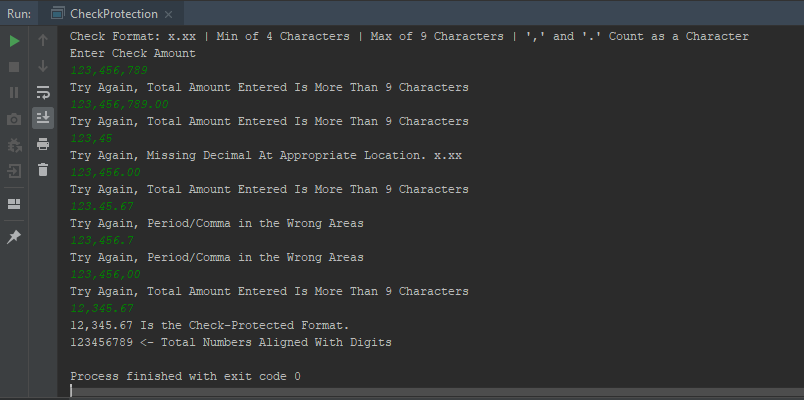 Run: CheckProtection
Check Format: x.xx | Min of 4 Characters | Max of 9 Characters | ',' and '.' Count as a Character
Enter Check Amount
123,456,789
Try Again, Total Amount Entered Is More Than 9 Characters
123,456,789.00
Try Again, Total Amount Entered Is More Than 9 Characters
123,45
Try Again, Missing Decimal At Appropriate Location. x.xx
123,456.00
Try Again, Total Amount Entered Is More Than 9 Characters
123.45.67
Try Again, Period/Comma in the Wrong Areas
123,456.7
Try Again, Period/Comma in the Wrong Areas
123,456,00
Try Again, Total Amount Entered Is More Than 9 Characters
12,345.67
12,345.67 Is the Check-Protected Format.
123456789 <- Total Numbers Aligned With Digits
Process finished with exit code 0